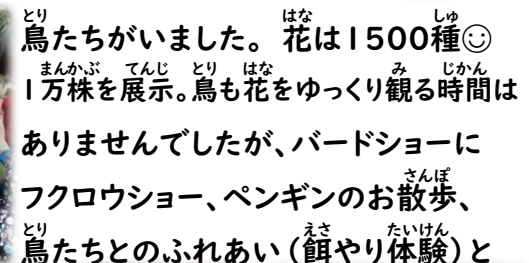 鳥たちがいました。花は1500種☺
1万株を展示。鳥も花をゆっくり観る時間は
ありませんでしたが、バードショーに
フクロウショー、ペンギンのお散歩、
鳥たちとのふれあい（餌やり体験）と